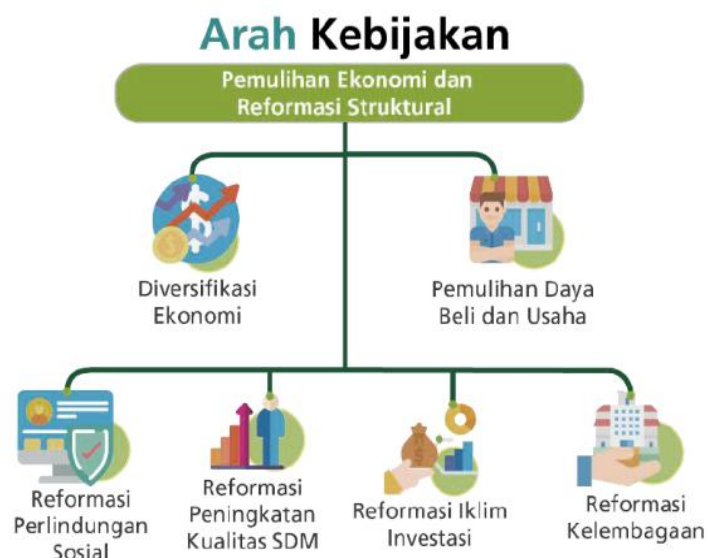 Arah Kebijakan
Pemulihan Ekonomi dan
Reformasi Struktural
Diversifikasi
Ekonomi
Pemulihan Daya
Beli dan Usaha
Reformasi
Perlindungan
Sosial
Reformasi
Peningkatan
Kualitas SDM
Reformasi Iklim
Investasi
Reformasi
Kelembagaan